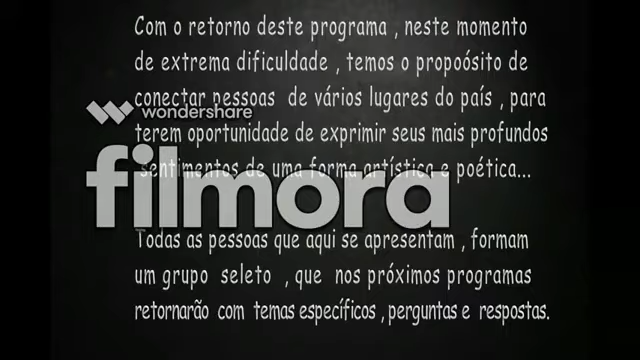 Com o retorno deste programa , neste momento
de extrema dificuldade , temos o propoósito de
conectar pessoas de vários lugares do país , para
wondershare
terem oportunidade de exprimir seus mais profundos
sentimentos de uma forma artística e poética...
filmora
Todas as pessoas que aqui se apresentam , formam
um grupo seleto , que nos próximos programas
retornarão com temas específicos , perguntas e respostas.